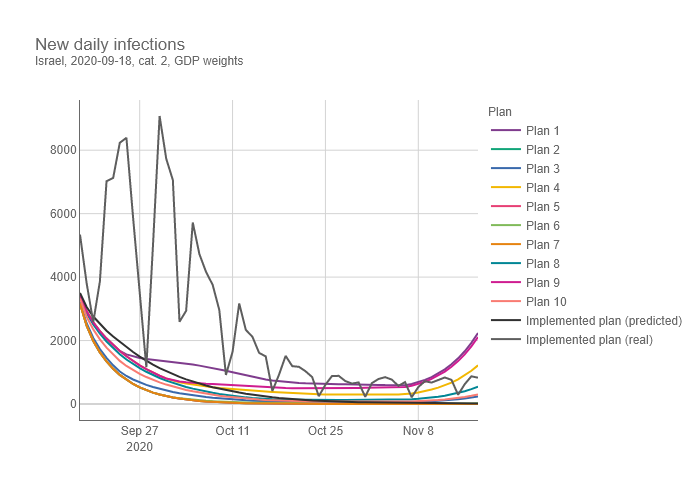 New daily infections
Israel, 2020-09-18, cat. 2, GDP weights
Plan
Plan 1
Plan 2
Plan 3
Plan 4
Plan 5
Plan 6
Plan 7
Plan 8
Plan 9
Plan 10
Implemented plan (predicted)
Implemented plan (real)
8000
6000
4000
2000
0
Sep 27
2020
Oct 11
Oct 25
Nov 8